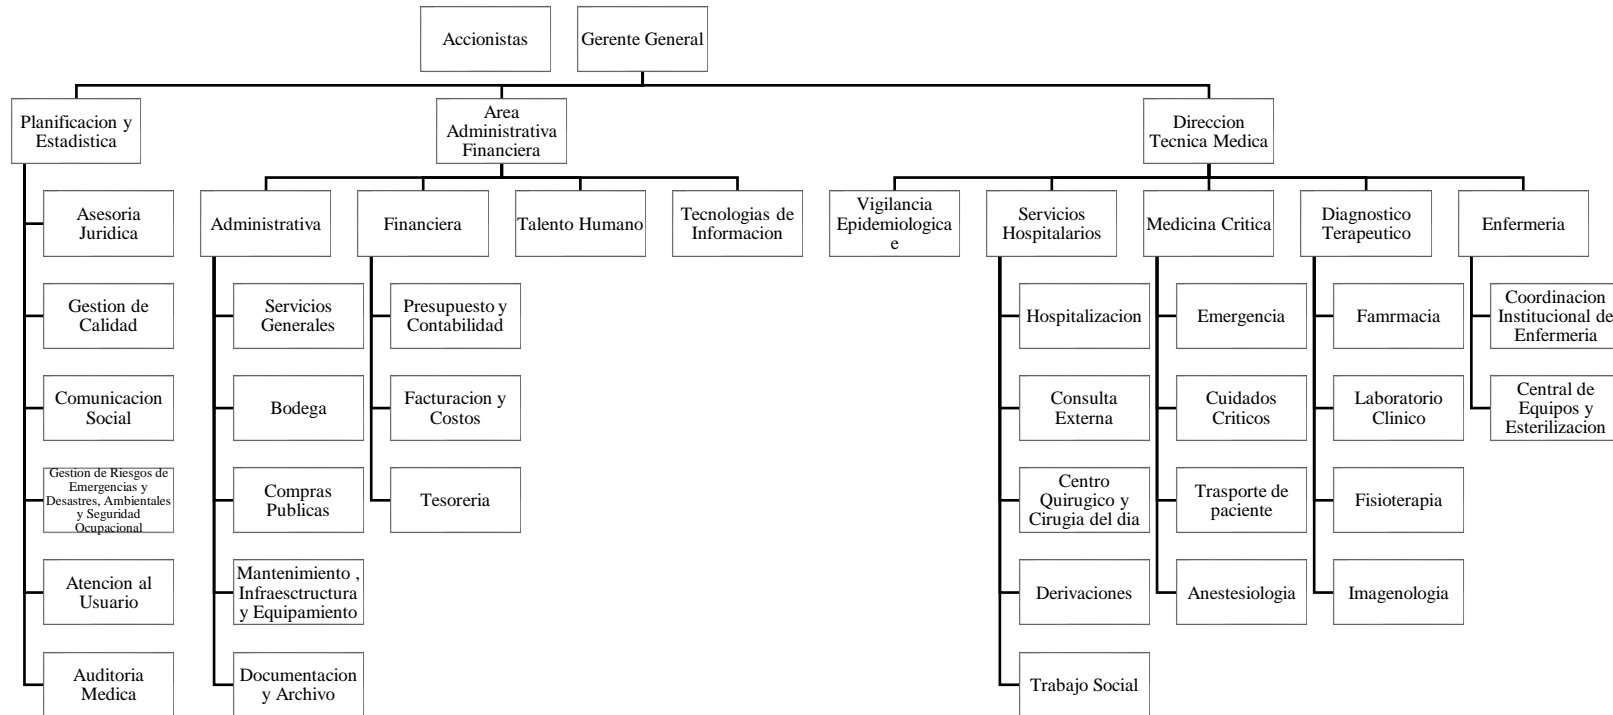 Accionistas
Gerente General
Planificacion y
Estadistica
Area
Administrativa
Financiera
Direccion
Tecnica Medica
Asesoria
Juridica
Gestion de
Calidad
Comunicacion
Social
Gestion de Riesgos de
Emergencias y
Desastres, Ambientales
y Seguridad
Ocupacional
Atencion al
Usuario
Auditoria
Medica
Administrativa
Servicios
Generales
Bodega
Compras
Publicas
Mantenimiento ,
Infraesctructura
y Equipamiento
Documentacion
y Archivo
Financiera
Presupuesto y
Contabilidad
Facturacion y
Costos
Tesoreria
Talento Humano
Tecnologias de
Informacion
Vigilancia
Epidemiologica
e
Servicios
Hospitalarios
Hospitalizacion
Consulta
Externa
Centro
Quirugico y
Cirugia del dia
Derivaciones
Trabajo Social
Medicina Critica
Emergencia
Cuidados
Criticos
Trasporte de
paciente
Anestesiologia
Diagnostico
Terapeutico
Famrmacia
Laboratorio
Clinico
Fisioterapia
Imagenologia
Enfermeria
Coordinacion
Institucional de
Enfermeria
Central de
Equipos y
Esterilizacion